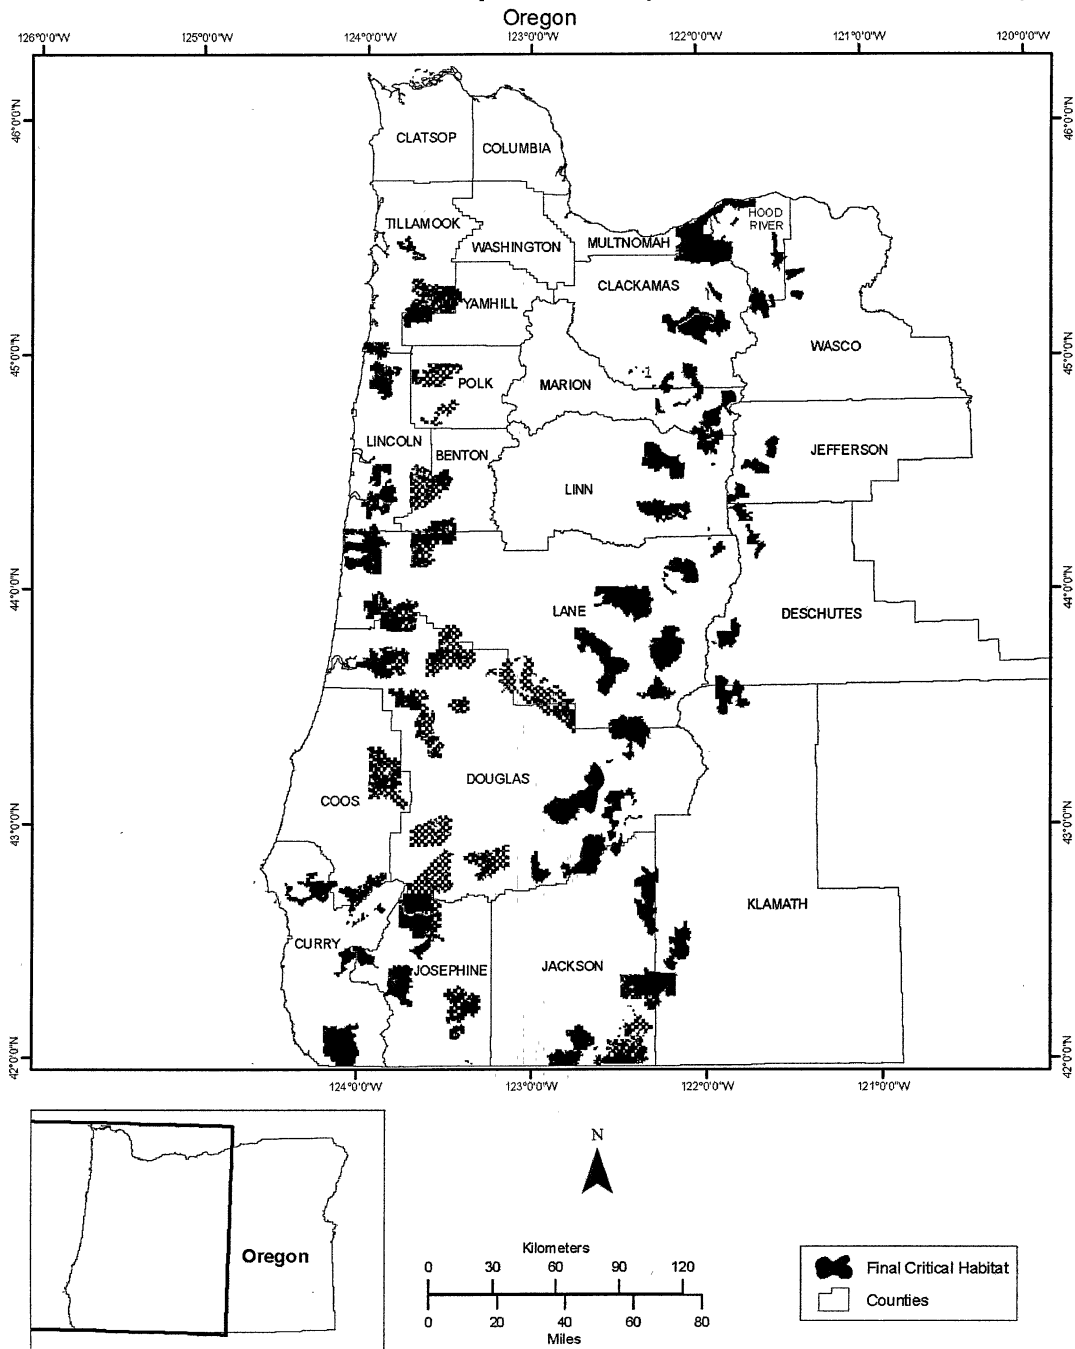 Oregon
126°0'0"W 125°0'0"W 124°0'0"W 123°0'0"W 122°0'0"W 121°0'0"W 120°0'0"W
46°0'0"N 46°0'0"N
CLATSOP
COLUMBIA
TILLAMOOK
HOOD
RIVER
WASHINGTON
MULTNOMAH
CLACKAMAS
YAMHILL
45°0'0"N 45°0'0"N
WASCO
POLK
MARION
LINCOLN
BENTON
JEFFERSON
LINN
44°0'0"N 44°0'0"N
LANE
DESCHUTES
DOUGLAS
COOS
43°0'0"N 43°0'0"N
KLAMATH
CURRY
JOSEPHINE
JACKSON
42°0'0"N 42°0'0"N
124°0'0"W 123°0'0"W 122°0'0"W 121°0'0"W
N
Oregon
Kilometers
0 30 60 90 120
0 20 40 60 80
Miles
Final Critical Habitat
Counties